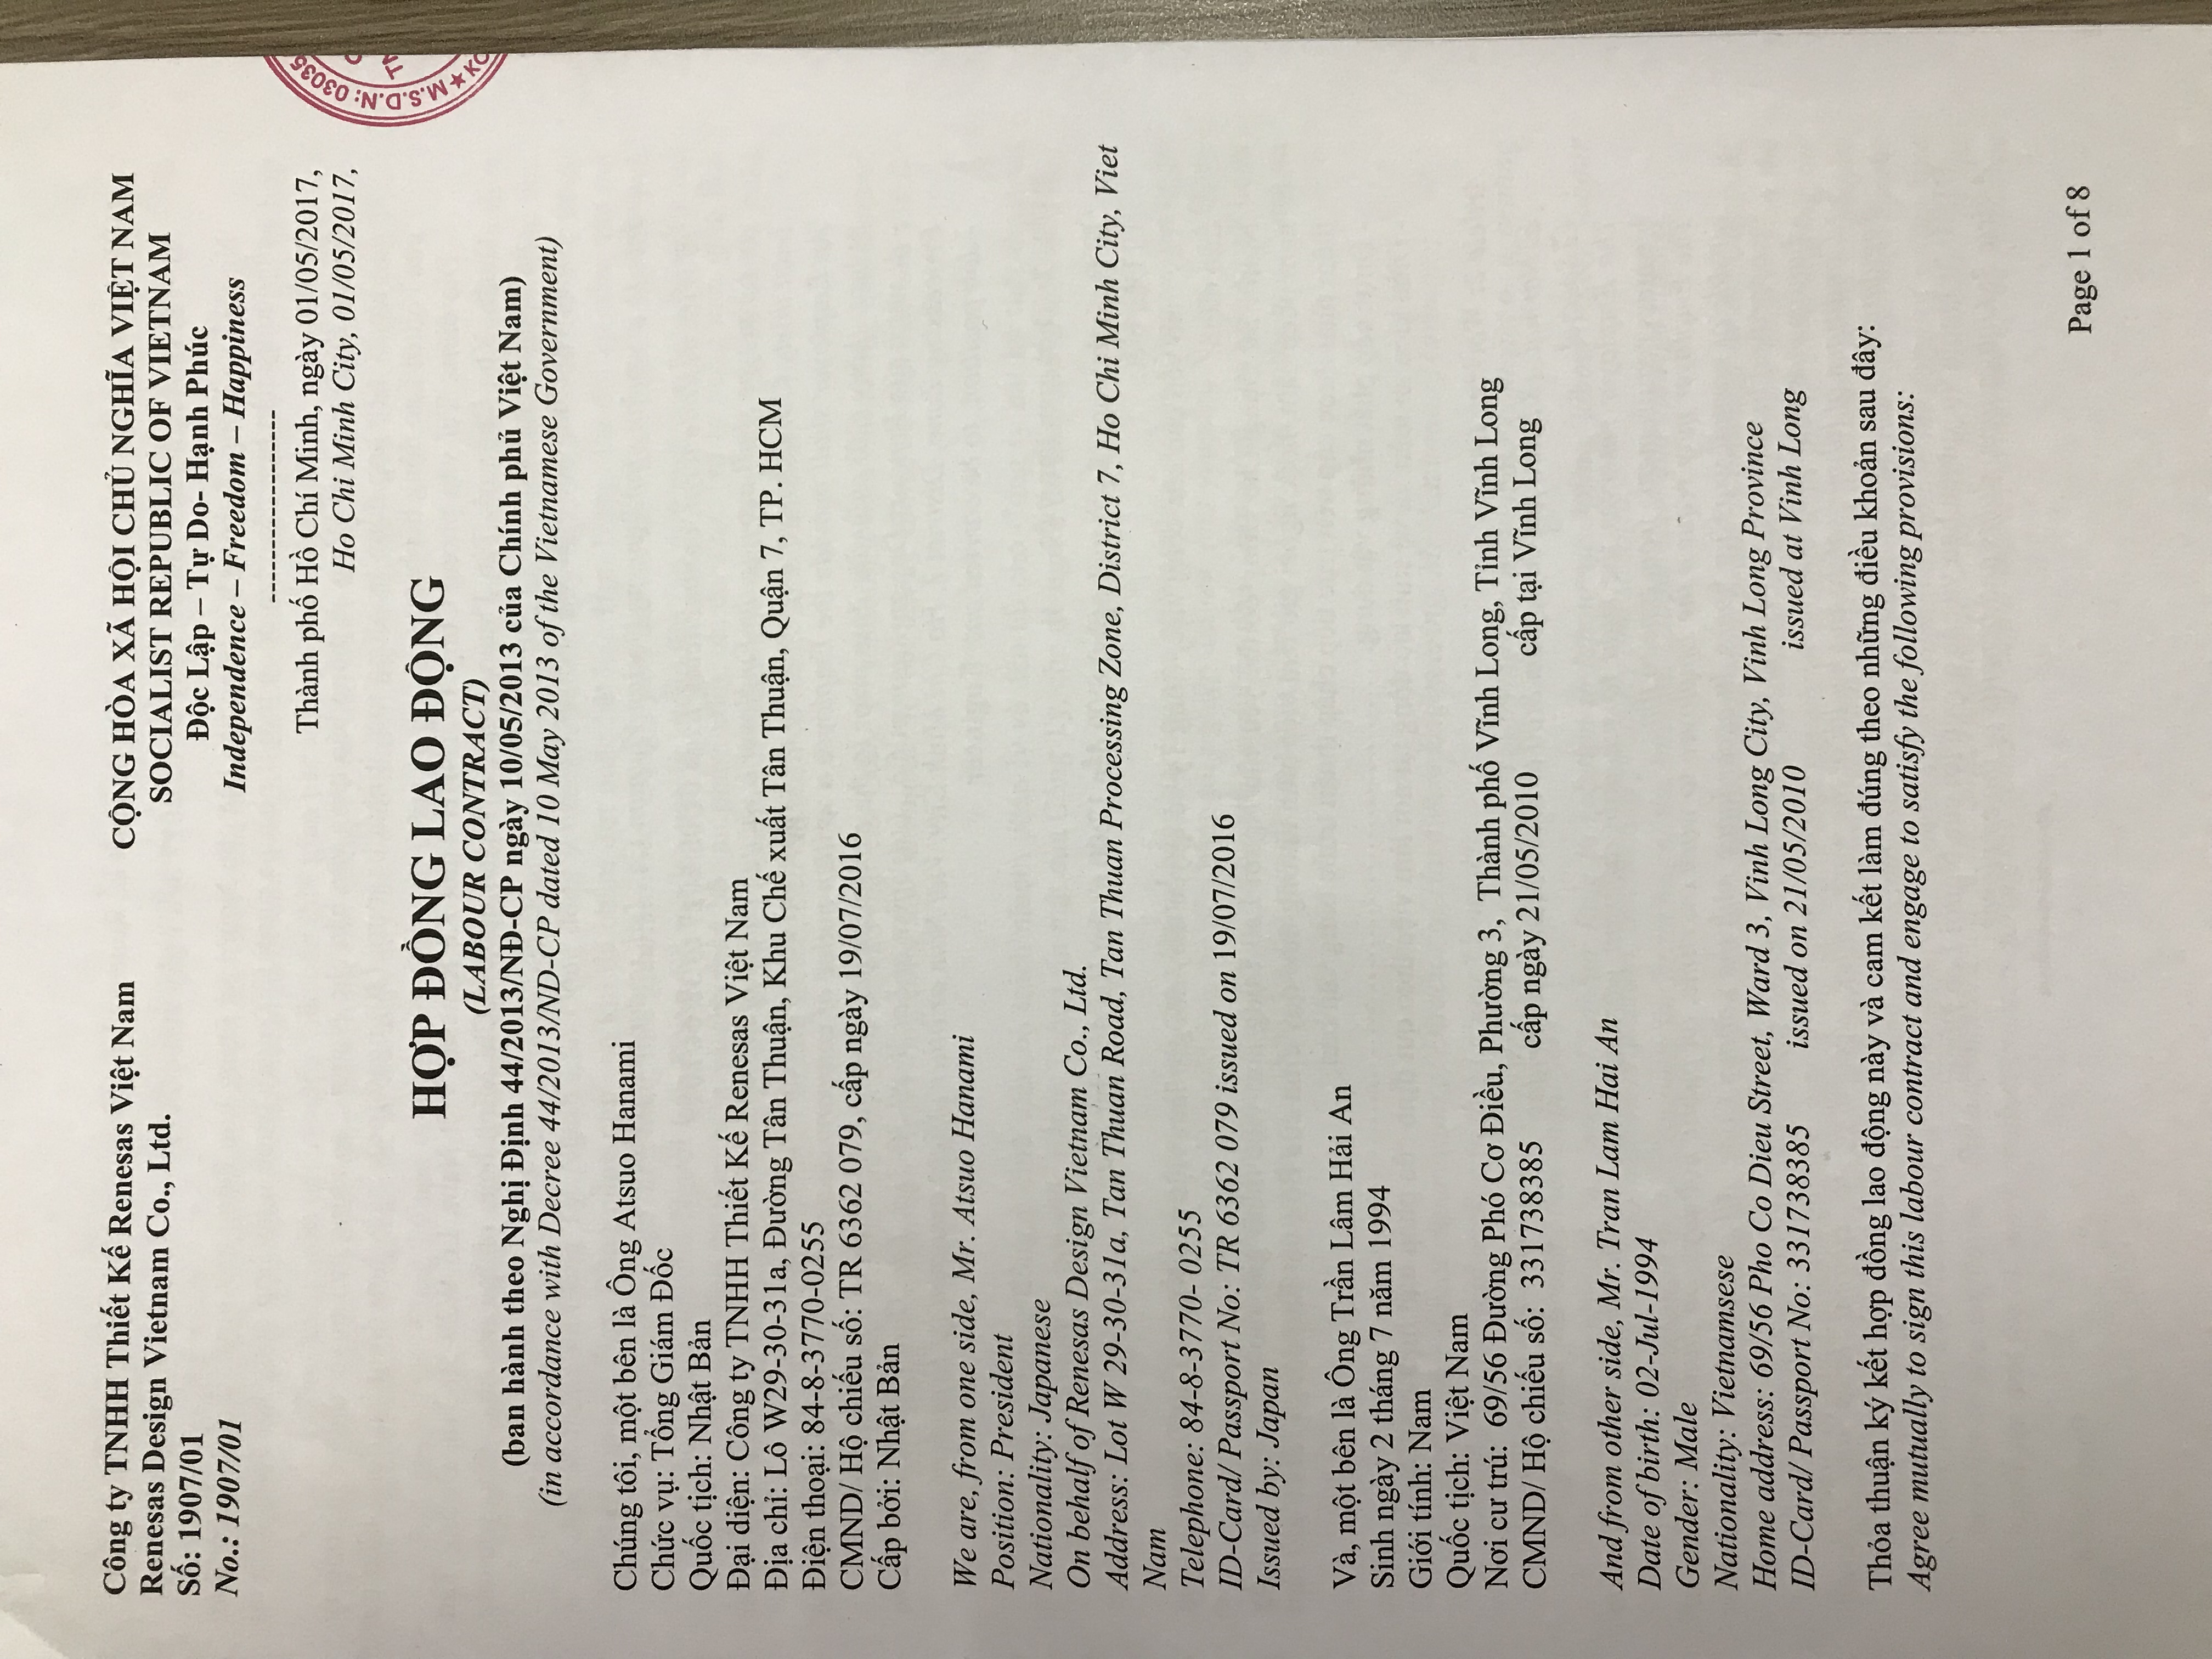 Công ty TNHH Thiết Kế Renesas Việt Nam
Renesas Design Vietnam Co., Ltd.
Số: 1907/01
No.: 1907/01
CỘNG HÒA XÃ HỘI CHỦ NGHĨA VIỆT NAM
SOCIALIST REPUBLIC OF VIETNAM
Độc Lập – Tự Do- Hạnh Phúc
Independence – Freedom – Happiness
------------------
Thành phố Hồ Chí Minh, ngày 01/05/2017,
Ho Chi Minh City, 01/05/2017,
M.S.D.N: 03035
HỢP ĐỒNG LAO ĐỘNG
(LABOUR CONTRACT)
(ban hành theo Nghị Định 44/2013/NĐ-CP ngày 10/05/2013 của Chính phủ Việt Nam)
(in accordance with Decree 44/2013/ND-CP dated 10 May 2013 of the Vietnamese Government)
Chúng tôi, một bên là Ông Atsuo Hanami
Chức vụ: Tổng Giám Đốc
Quốc tịch: Nhật Bản
Đại diện: Công ty TNHH Thiết Kế Renesas Việt Nam
Địa chỉ: Lô W29-30-31a, Đường Tân Thuận, Khu Chế xuất Tân Thuận, Quận 7, TP. HCM
Điện thoại: 84-8-3770-0255
CMND/ Hộ chiếu số: TR 6362 079, cấp ngày 19/07/2016
Cấp bởi: Nhật Bản
We are, from one side, Mr. Atsuo Hanami
Position: President
Nationality: Japanese
On behalf of Renesas Design Vietnam Co., Ltd.
Address: Lot W 29-30-31a, Tan Thuan Road, Tan Thuan Processing Zone, District 7, Ho Chi Minh City, Viet
Nam
Telephone: 84-8-3770- 0255
ID-Card/ Passport No: TR 6362 079 issued on 19/07/2016
Issued by: Japan
Và, một bên là Ông Trần Lâm Hải An
Sinh ngày 2 tháng 7 năm 1994
Giới tính: Nam
Quốc tịch: Việt Nam
Nơi cư trú: 69/56 Đường Phó Cơ Điều, Phường 3, Thành phố Vĩnh Long, Tỉnh Vĩnh Long
CMND/ Hộ chiếu số: 331738385 cấp ngày 21/05/2010 cấp tại Vĩnh Long
And from other side, Mr. Tran Lam Hai An
Date of birth: 02-Jul-1994
Gender: Male
Nationality: Vietnamsese
Home address: 69/56 Pho Co Dieu Street, Ward 3, Vinh Long City, Vinh Long Province
ID-Card/ Passport No: 331738385 issued on 21/05/2010 issued at Vinh Long
Thỏa thuận ký kết hợp đồng lao động này và cam kết làm đúng theo những điều khoản sau đây:
Agree mutually to sign this labour contract and engage to satisfy the following provisions:
Page 1 of 8